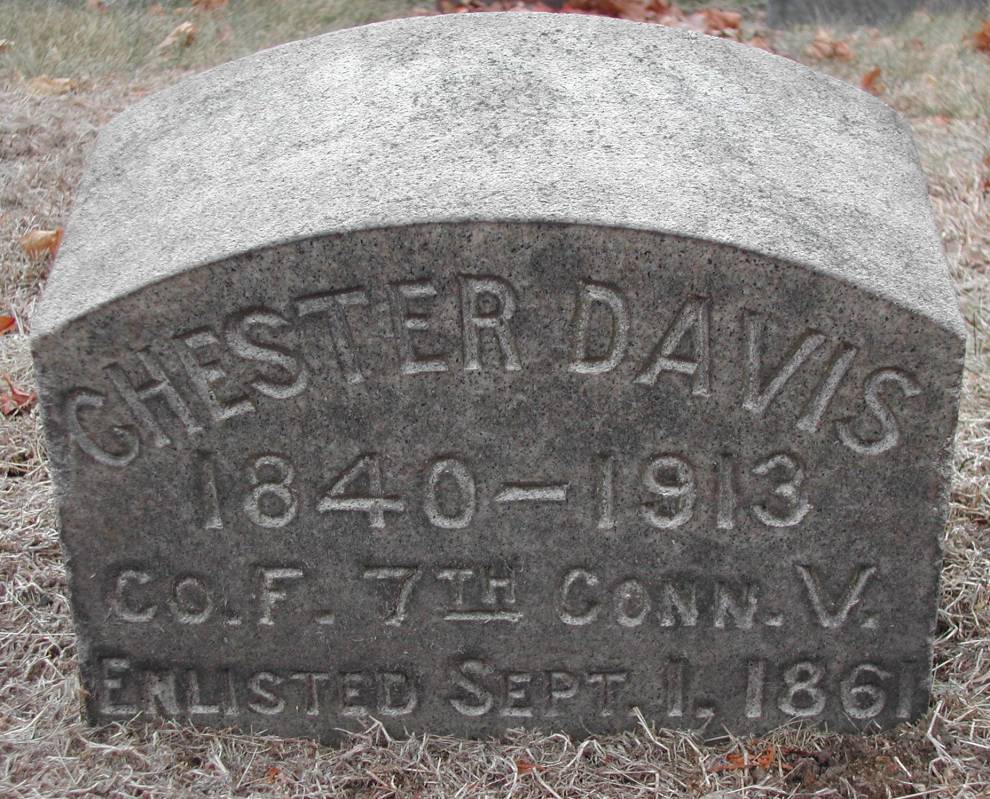 CHESTER DAVIS
1840-1913
CO. F. 7TH CONN. V.
ENLISTED SEPT. 1, 1861